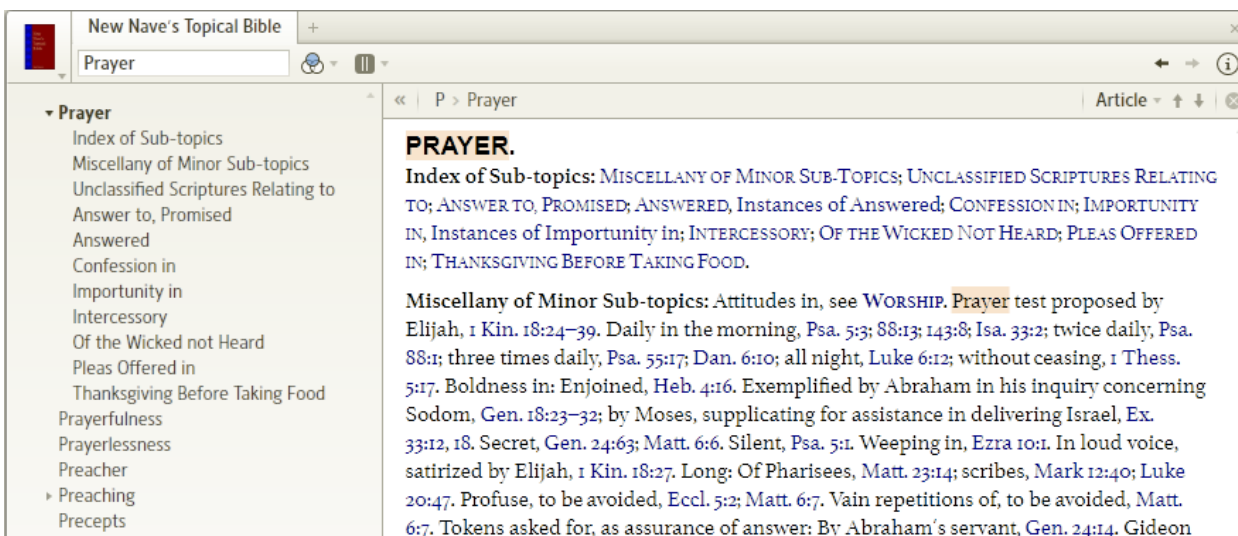 New Nave's Topical Bible
Prayer
Prayer
Index of Sub-topics
Miscellany of Minor Sub-topics
Unclassified Scriptures Relating to
Answer to, Promised
Answered
Confession in
Importunity in
Intercessory
Of the Wicked not Heard
Pleas Offered in
Thanksgiving Before Taking Food
Prayerfulness
Prayerlessness
Preacher
Preaching
Precepts
« P > Prayer
Article
PRAYER.
Index of Sub-topics: MISCELLANY OF MINOR SUB-TOPICS; UNCLASSIFIED SCRIPTURES RELATING
TO; ANSWER TO, PROMISED; ANSWERED, Instances of Answered; CONFESSION IN; IMPORTUNITY
IN, Instances of Importunity in; INTERCESSORY; OF THE WICKED NOT HEARD; PLEAS OFFERED
IN; THANKSGIVING BEFORE TAKING FOOD.
Miscellany of Minor Sub-topics: Attitudes in, see WORSHIP. Prayer test proposed by
Elijah, 1 Kin. 18:24–39. Daily in the morning, Psa. 5:3; 88:13; 143:8; Isa. 33:2; twice daily, Psa.
88:1; three times daily, Psa. 55:17; Dan. 6:10; all night, Luke 6:12; without ceasing, 1 Thess.
5:17. Boldness in: Enjoined, Heb. 4:16. Exemplified by Abraham in his inquiry concerning
Sodom, Gen. 18:23–32; by Moses, supplicating for assistance in delivering Israel, Ex.
33:12, 18. Secret, Gen. 24:63; Matt. 6:6. Silent, Psa. 5:1. Weeping in, Ezra 10:1. In loud voice,
satirized by Elijah, 1 Kin. 18:27. Long: Of Pharisees, Matt. 23:14; scribes, Mark 12:40; Luke
20:47. Profuse, to be avoided, Eccl. 5:2; Matt. 6:7. Vain repetitions of, to be avoided, Matt.
6:7. Tokens asked for, as assurance of answer: By Abraham's servant, Gen. 24:14. Gideon